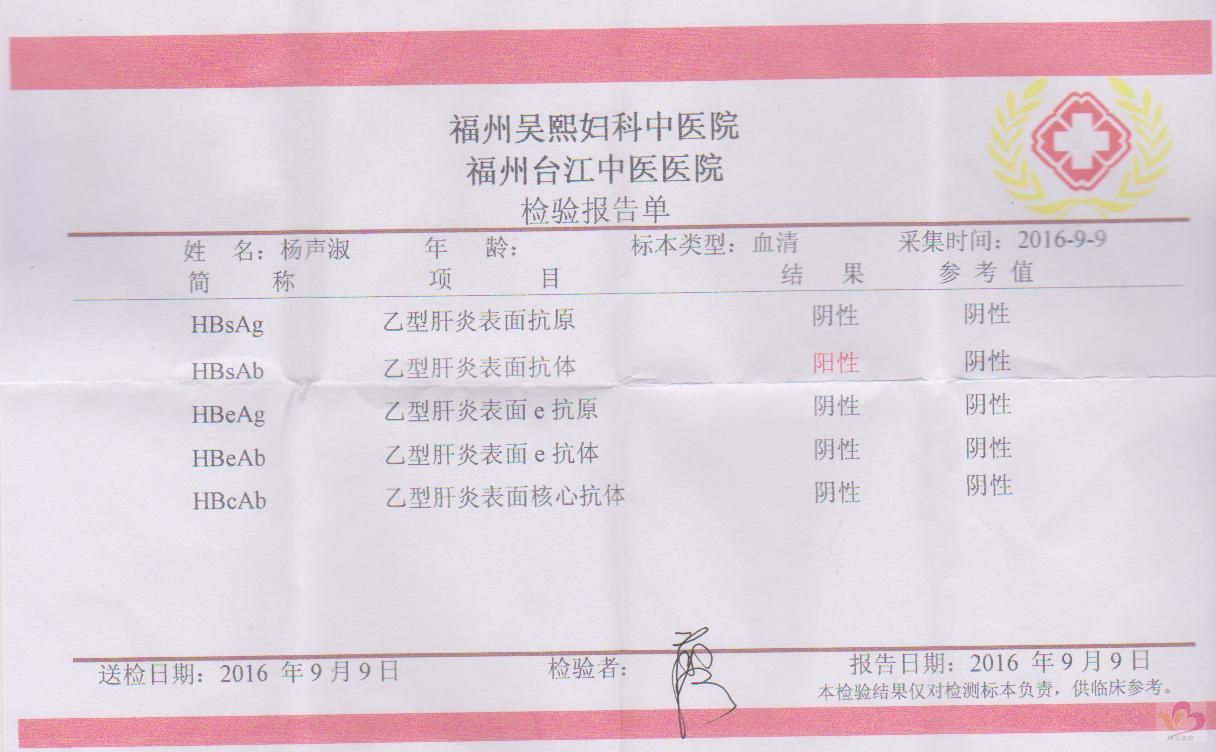 福州吴熙妇科中医院
福州台江中医医院
检验报告单
姓 名：杨声淑 年 龄： 标本类型：血清 采集时间：2016-9-9
简 称 项 目 结 果 参 考 值
HBsAg 乙型肝炎表面抗原 阴性 阴性
HBsAb 乙型肝炎表面抗体 阳性 阴性
HBeAg 乙型肝炎表面 e 抗原 阴性 阴性
HBeAb 乙型肝炎表面 e 抗体 阴性 阴性
HBcAb 乙型肝炎表面核心抗体 阴性 阴性
送检日期：2016 年 9 月 9 日 检验者： 报告日期：2016 年 9 月 9 日
本检验结果仅对检测标本负责，供临床参考。